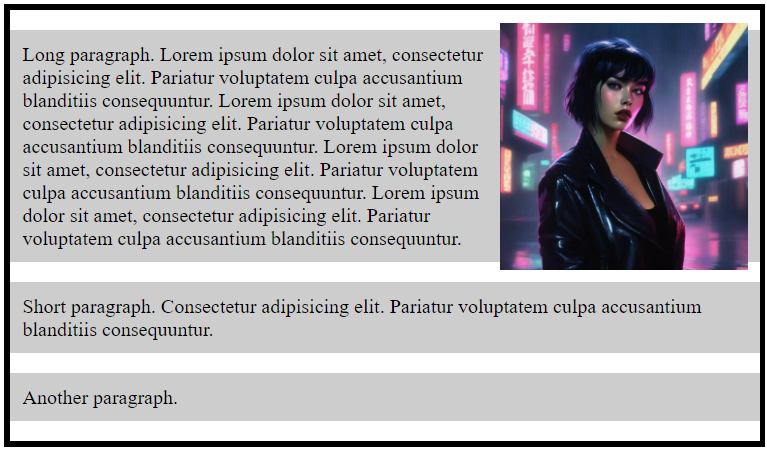 Long paragraph. Lorem ipsum dolor sit amet, consectetur
adipisicing elit. Pariatur voluptatem culpa accusantium
blanditiis consequuntur. Lorem ipsum dolor sit amet,
consectetur adipisicing elit. Pariatur voluptatem culpa
accusantium blanditiis consequuntur. Lorem ipsum dolor
sit amet, consectetur adipisicing elit. Pariatur voluptatem
culpa accusantium blanditiis consequuntur. Lorem ipsum
dolor sit amet, consectetur adipisicing elit. Pariatur
voluptatem culpa accusantium blanditiis consequuntur.
Short paragraph. Consectetur adipisicing elit. Pariatur voluptatem culpa accusantium
blanditiis consequuntur.
Another paragraph.